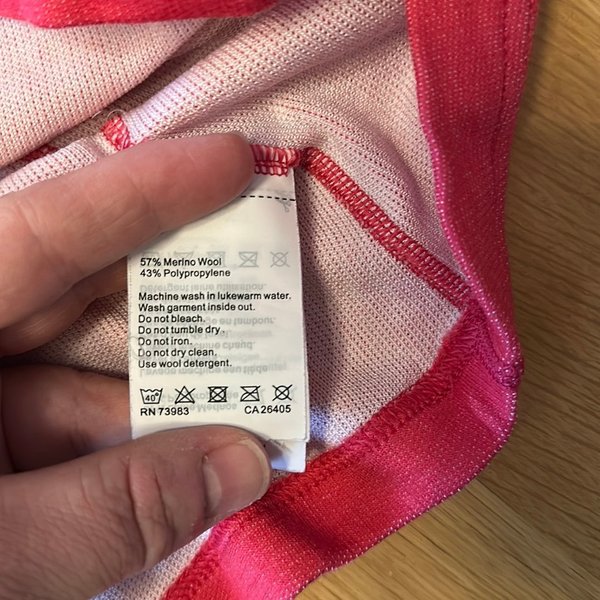 57% Merino Wool
43% Polypropylene
Machine wash in lukewarm water.
Wash garment inside out.
Do not bleach.
Do not tumble dry.
Do not iron.
Do not dry clean.
Use wool detergent.
40°
RN 73983 CA 26405